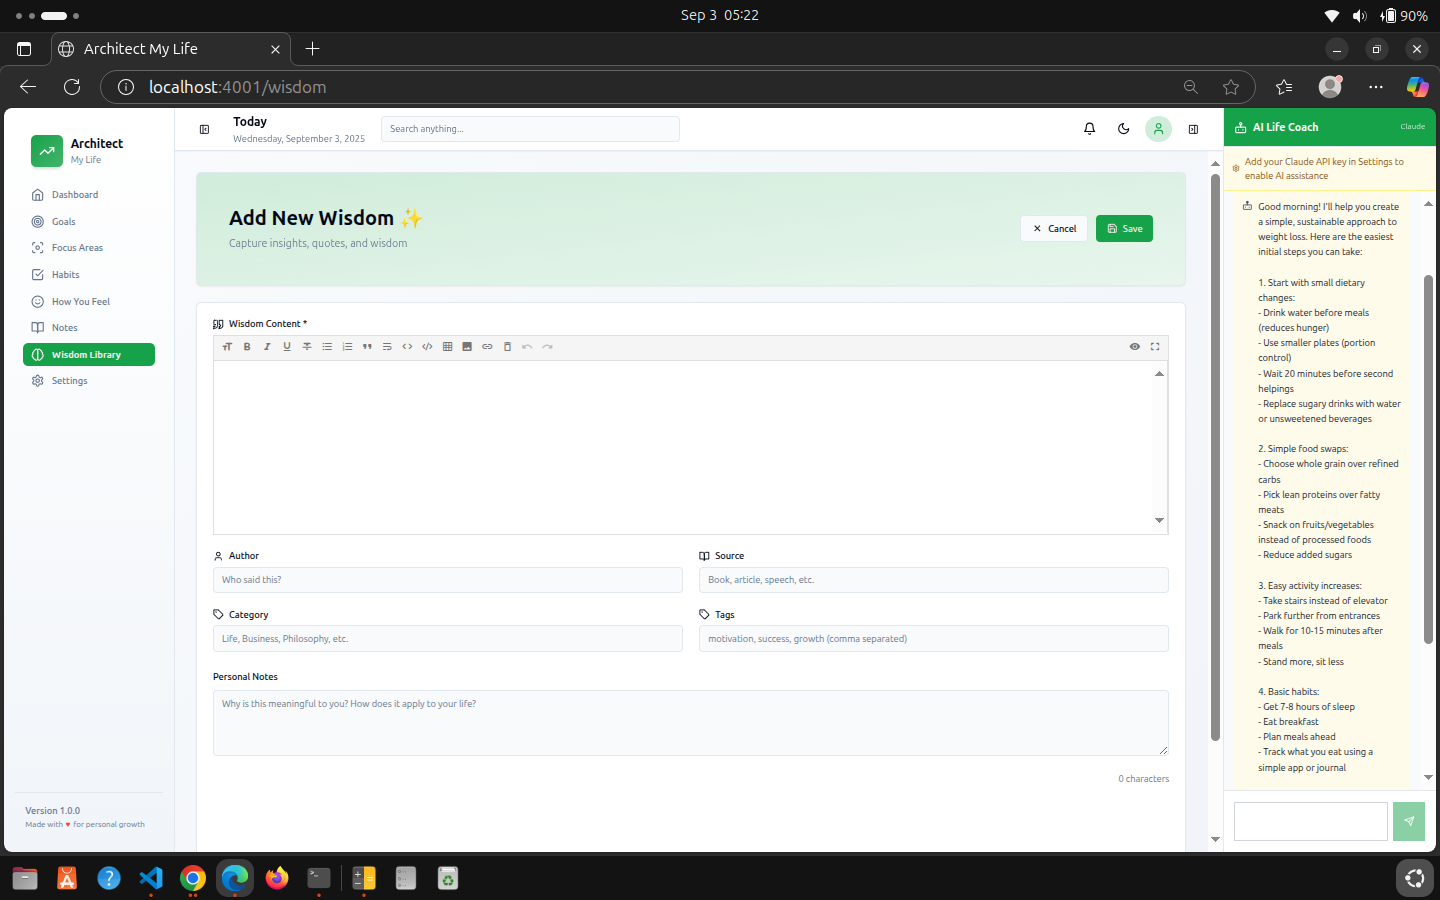 Sep 3 05:22
90%
Architect My Life
localhost:4001/wisdom
Architect
My Life
Dashboard
Goals
Focus Areas
Habits
How You Feel
Notes
Wisdom Library
Settings
Version 1.0.0
Made with ♥ for personal growth
Today
Wednesday, September 3, 2025
Search anything...
Add New Wisdom ✨
Capture insights, quotes, and wisdom
Cancel
Save
Wisdom Content *
Author
Who said this?
Source
Book, article, speech, etc.
Category
Life, Business, Philosophy, etc.
Tags
motivation, success, growth (comma separated)
Personal Notes
Why is this meaningful to you? How does it apply to your life?
0 characters
AI Life Coach
Claude
Add your Claude API key in Settings to
enable AI assistance
Good morning! I'll help you create
a simple, sustainable approach to
weight loss. Here are the easiest
initial steps you can take:
1. Start with small dietary
changes:
- Drink water before meals
(reduces hunger)
- Use smaller plates (portion
control)
- Wait 20 minutes before second
helpings
- Replace sugary drinks with water
or unsweetened beverages
2. Simple food swaps:
- Choose whole grain over refined
carbs
- Pick lean proteins over fatty
meats
- Snack on fruits/vegetables
instead of processed foods
- Reduce added sugars
3. Easy activity increases:
- Take stairs instead of elevator
- Park further from entrances
- Walk for 10-15 minutes after
meals
- Stand more, sit less
4. Basic habits:
- Get 7-8 hours of sleep
- Eat breakfast
- Plan meals ahead
- Track what you eat using a
simple app or journal